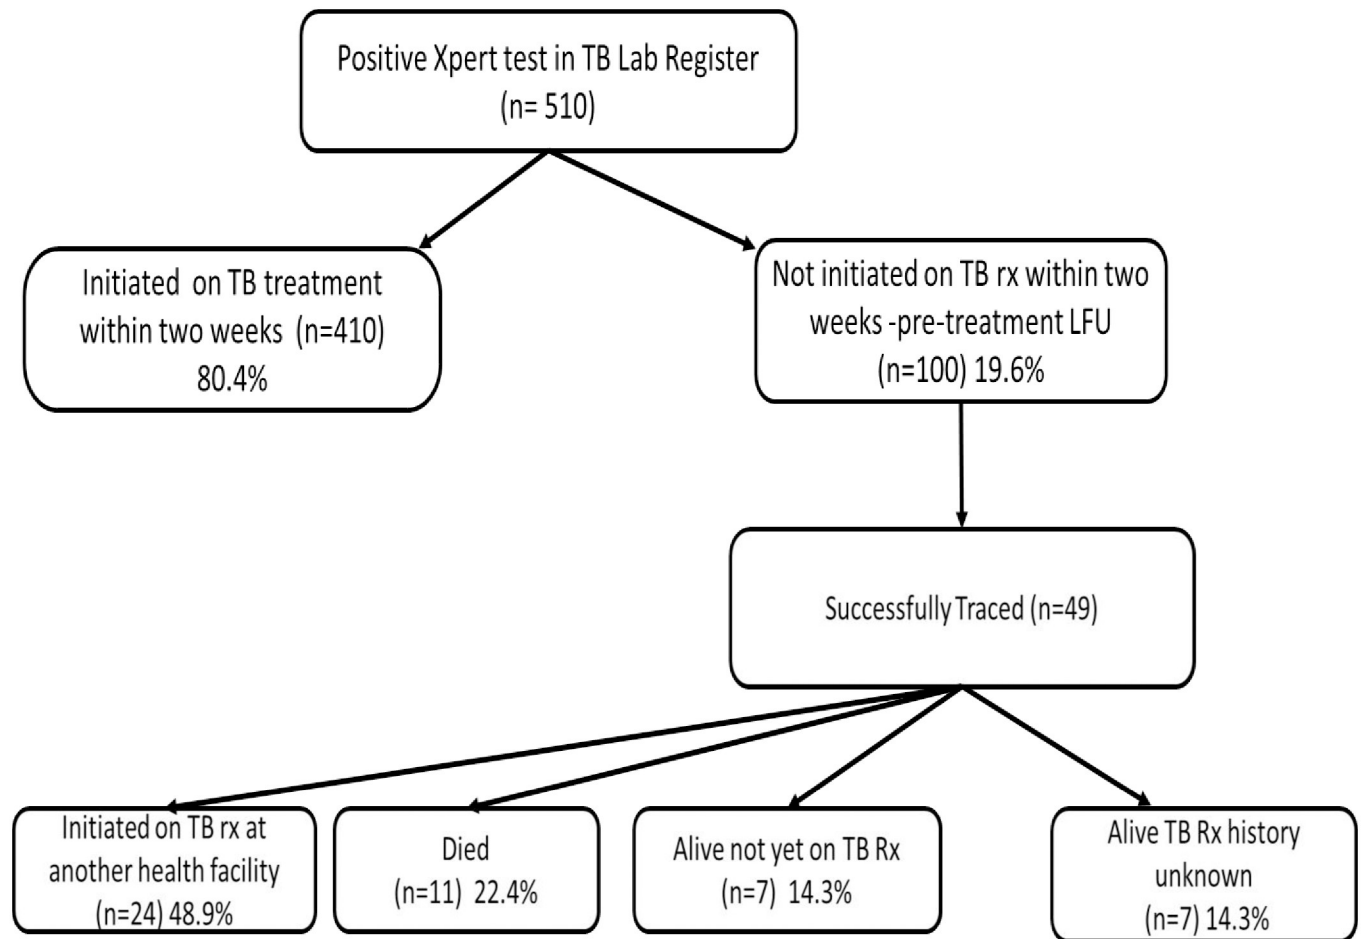 Positive Xpert test in TB Lab Register
(n= 510)
Initiated on TB treatment
within two weeks (n=410)
80.4%
Not initiated on TB rx within two
weeks -pre-treatment LFU
(n=100) 19.6%
Successfully Traced (n=49)
Initiated on TB rx at
another health facility
(n=24) 48.9%
Died
(n=11) 22.4%
Alive not yet on TB Rx
(n=7) 14.3%
Alive TB Rx history
unknown
(n=7) 14.3%